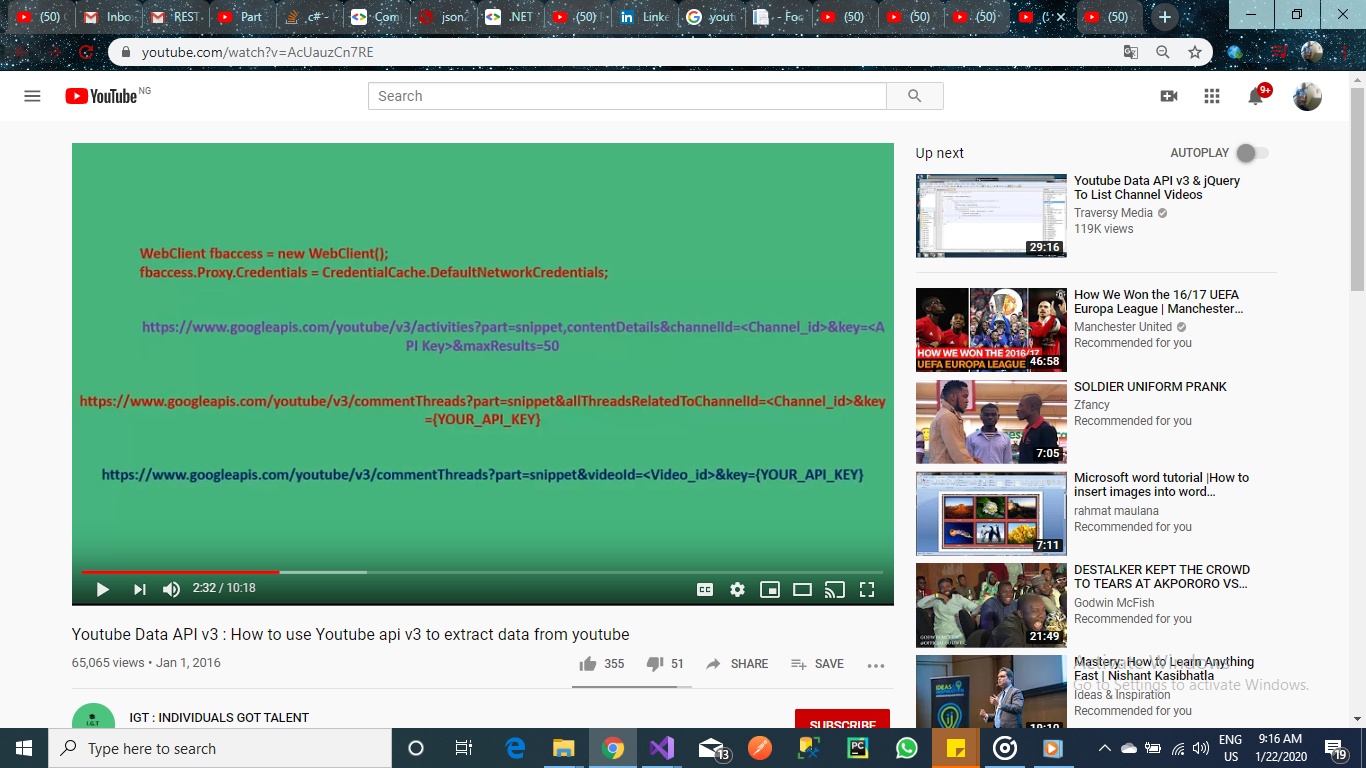 (50)
Inbo
REST
Part
c# -
Com
json.
.NET
(50) I
Linke
yout
- Foc
(50)
(50)
(50)
(50)
youtube.com/watch?v=AcUauzCn7RE
YouTube NG
Search
9+
WebClient fbaccess = new WebClient();
fbaccess.Proxy.Credentials = CredentialCache.DefaultNetworkCredentials;
https://www.googleapis.com/youtube/v3/activities?part=snippet,contentDetails&channelId=<Channel_id>&key=<A
PI Key>&maxResults=50
https://www.googleapis.com/youtube/v3/commentThreads?part=snippet&allThreadsRelatedToChannelId=<Channel_id>&key
={YOUR_API_KEY}
https://www.googleapis.com/youtube/v3/commentThreads?part=snippet&videoId=<Video_id>&key={YOUR_API_KEY}
2:32 / 10:18
Youtube Data API v3 : How to use Youtube api v3 to extract data from youtube
65,065 views • Jan 1, 2016
355 51 SHARE SAVE
I.G.T
IGT : INDIVIDUALS GOT TALENT
SUBSCRIBE
Up next AUTOPLAY
Youtube Data API v3 & jQuery
To List Channel Videos
Traversy Media
119K views
29:16
How We Won the 16/17 UEFA
Europa League | Manchester...
Manchester United
Recommended for you
HOW WE WON THE 2016/17
UEFA EUROPA LEAGUE
46:58
SOLDIER UNIFORM PRANK
Zfancy
Recommended for you
7:05
Microsoft word tutorial |How to
insert images into word...
rahmat maulana
Recommended for you
7:11
DESTALKER KEPT THE CROWD
TO TEARS AT AKPORORO VS...
Godwin McFish
Recommended for you
21:49
Mastery: How to Learn Anything
Fast | Nishant Kasibhatla
Ideas & Inspiration
Recommended for you
IDEAS &
INSPIRATION
18:10
Activate Windows
Go to Settings to activate Windows.
Type here to search
13
PC
ENG
US
9:16 AM
1/22/2020
19